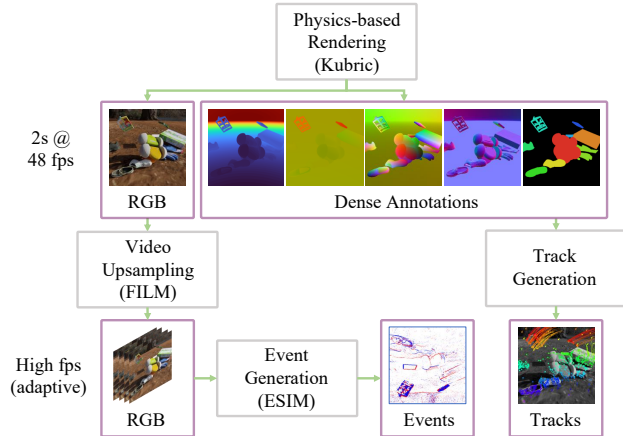 Physics-based
Rendering
(Kubric)
2s @
48 fps
RGB
Dense Annotations
Video
Upsampling
(FILM)
Track
Generation
High fps
(adaptive)
RGB
Event
Generation
(ESIM)
Events
Tracks